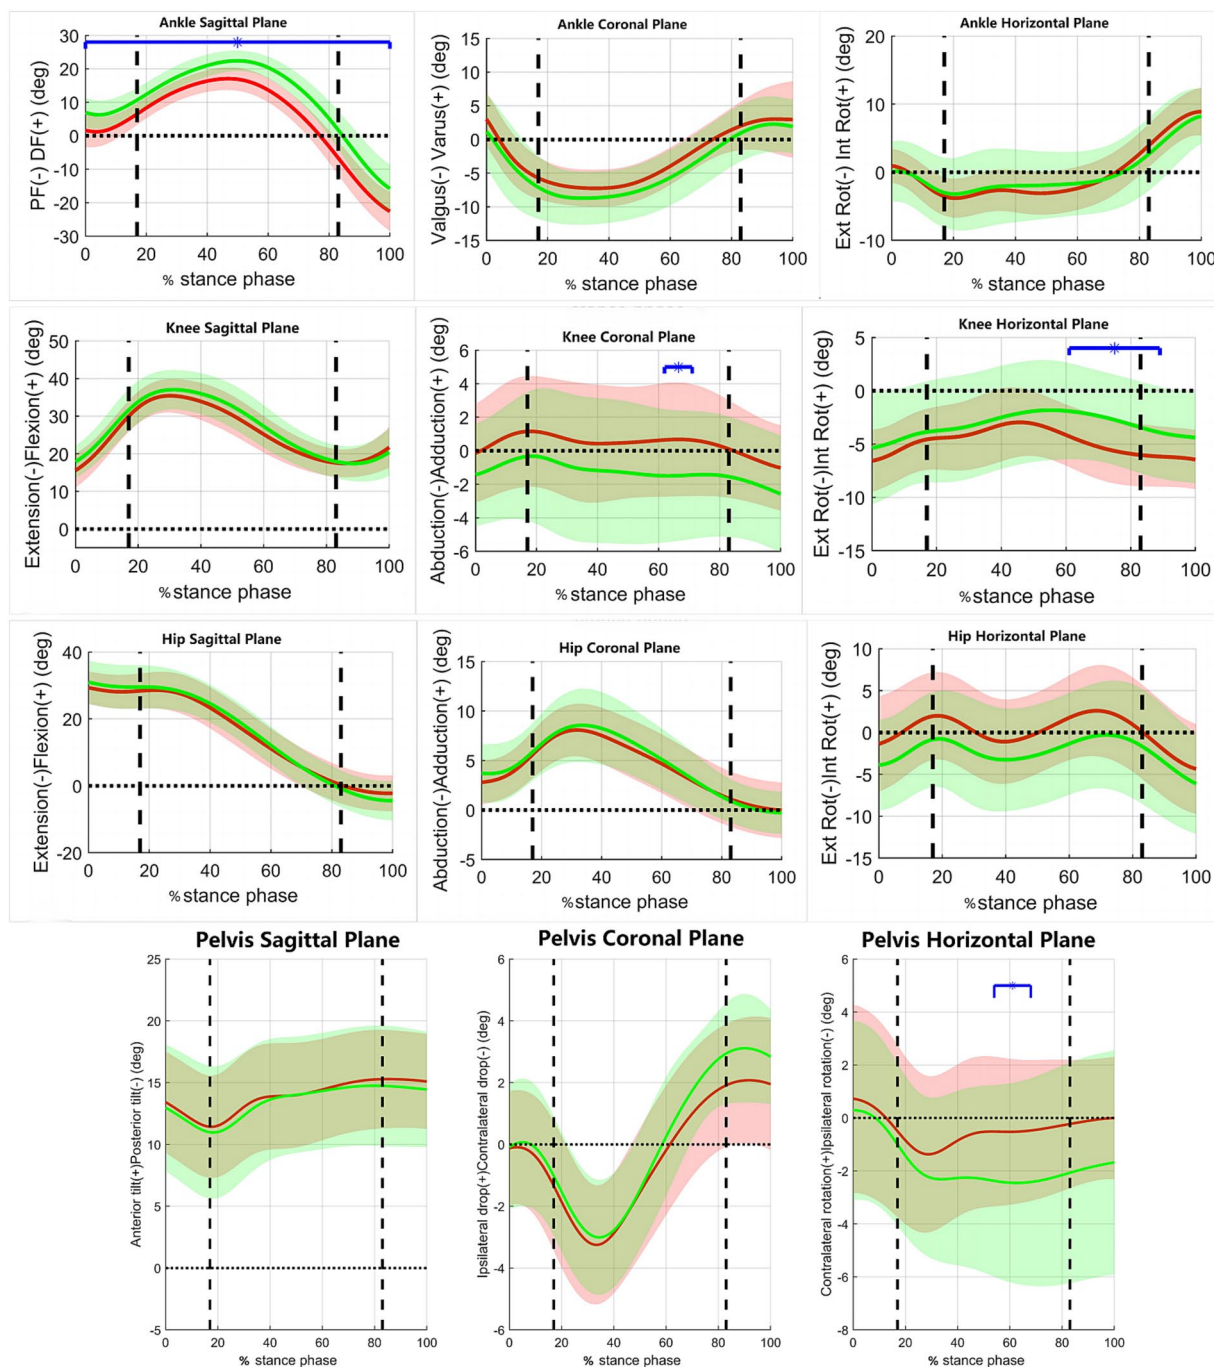 Ankle Sagittal Plane
PF(-) DF(+) (deg)
30
20
10
0
-10
-20
-30
0 20 40 60 80 100
% stance phase
Ankle Coronal Plane
Valgus(-) Varus(+) (deg)
15
10
5
0
-5
-10
-15
0 20 40 60 80 100
% stance phase
Ankle Horizontal Plane
Ext Rot(-) Int Rot(+) (deg)
20
10
0
-10
0 20 40 60 80 100
% stance phase
Knee Sagittal Plane
Extension(-)Flexion(+) (deg)
50
40
30
20
10
0
0 20 40 60 80 100
% stance phase
Knee Coronal Plane
Abduction(-)Adduction(+) (deg)
6
4
2
0
-2
-4
-6
0 20 40 60 80 100
% stance phase
Knee Horizontal Plane
Ext Rot(-)Int Rot(+) (deg)
5
0
-5
-10
-15
0 20 40 60 80 100
% stance phase
Hip Sagittal Plane
Extension(-)Flexion(+) (deg)
40
20
0
-20
0 20 40 60 80 100
% stance phase
Hip Coronal Plane
Abduction(-)Adduction(+) (deg)
15
10
5
0
-5
0 20 40 60 80 100
% stance phase
Hip Horizontal Plane
Ext Rot(-)Int Rot(+) (deg)
10
5
0
-5
-10
-15
0 20 40 60 80 100
% stance phase
Pelvis Sagittal Plane
Anterior tilt(+)Posterior tilt(-) (deg)
25
20
15
10
5
0
-5
0 20 40 60 80 100
% stance phase
Pelvis Coronal Plane
Ipsilateral drop(+)Contralateral drop(-) (deg)
6
4
2
0
-2
-4
-6
0 20 40 60 80 100
% stance phase
Pelvis Horizontal Plane
Contralateral rotation(+)Ipsilateral rotation(-) (deg)
6
4
2
0
-2
-4
-6
-8
0 20 40 60 80 100
% stance phase